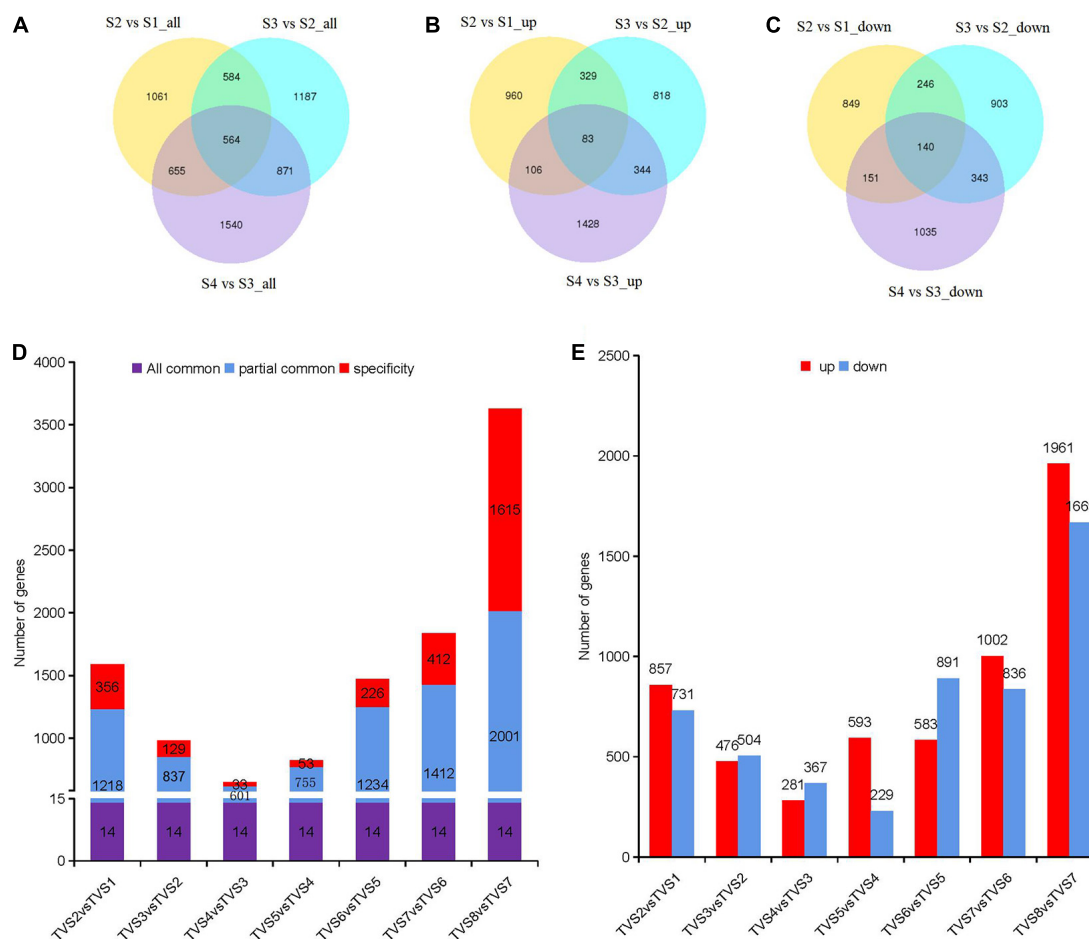 A
S2 vs S1_all
S3 vs S2_all
584
1061
1187
564
655
871
1540
S4 vs S3_all
B
S2 vs S1_up
S3 vs S2_up
329
960
818
83
106
344
1428
S4 vs S3_up
C
S2 vs S1_down
S3 vs S2_down
246
849
903
140
151
343
1035
S4 vs S3_down
D
All common partial common specificity
Number of genes
4000
3500
3000
2500
2000
1500
1000
15
0
356
1218
14
129
837
14
33
601
14
53
755
14
226
1234
14
412
1412
14
1615
2001
14
TVS2vsTVS1
TVS3vsTVS2
TVS4vsTVS3
TVS5vsTVS4
TVS6vsTVS5
TVS7vsTVS6
TVS8vsTVS7
E
up down
Number of genes
2500
2000
1500
1000
500
0
857
731
476
504
281
367
593
229
583
891
1002
836
1961
TVS2vsTVS1
TVS3vsTVS2
TVS4vsTVS3
TVS5vsTVS4
TVS6vsTVS5
TVS7vsTVS6
TVS8vsTVS7